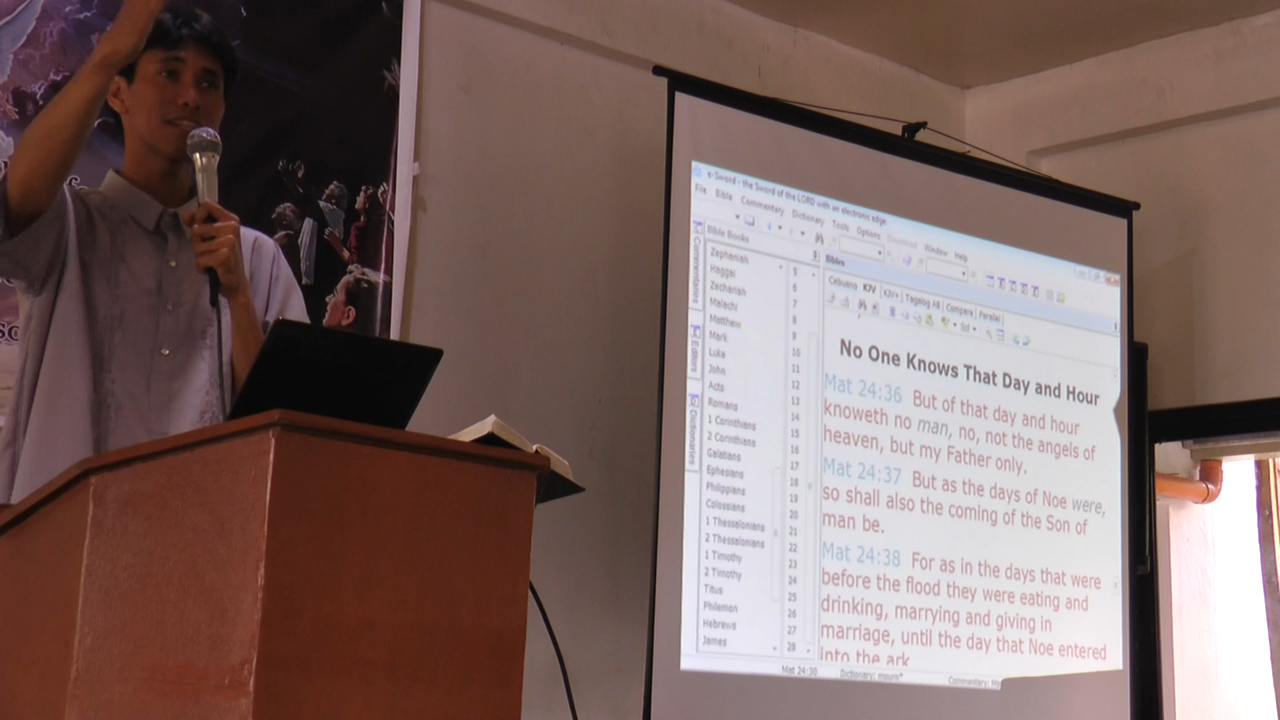 e-Sword - the Sword of the LORD with an electronic edge
File Bible Commentary Dictionary Tools Options Download Window Help
Bible Books
Bibles
Commentaries
Editors
Dictionaries
Cebuano KJV KJV+ Tagalog AB Compare Parallel
Zephaniah
Haggai
Zechariah
Malachi
Matthew
Mark
Luke
John
Acts
Romans
1 Corinthians
2 Corinthians
Galatians
Ephesians
Philippians
Colossians
1 Thessalonians
2 Thessalonians
1 Timothy
2 Timothy
Titus
Philemon
Hebrews
James
5
6
7
8
9
10
11
12
13
14
15
16
17
18
19
20
21
22
23
24
25
26
27
28
No One Knows That Day and Hour
Mat 24:36 But of that day and hour
knoweth no man, no, not the angels of
heaven, but my Father only.
Mat 24:37 But as the days of Noe were,
so shall also the coming of the Son of
man be.
Mat 24:38 For as in the days that were
before the flood they were eating and
drinking, marrying and giving in
marriage, until the day that Noe entered
into the ark
Mat 24:30 Dictionary: mourn* Commentary: